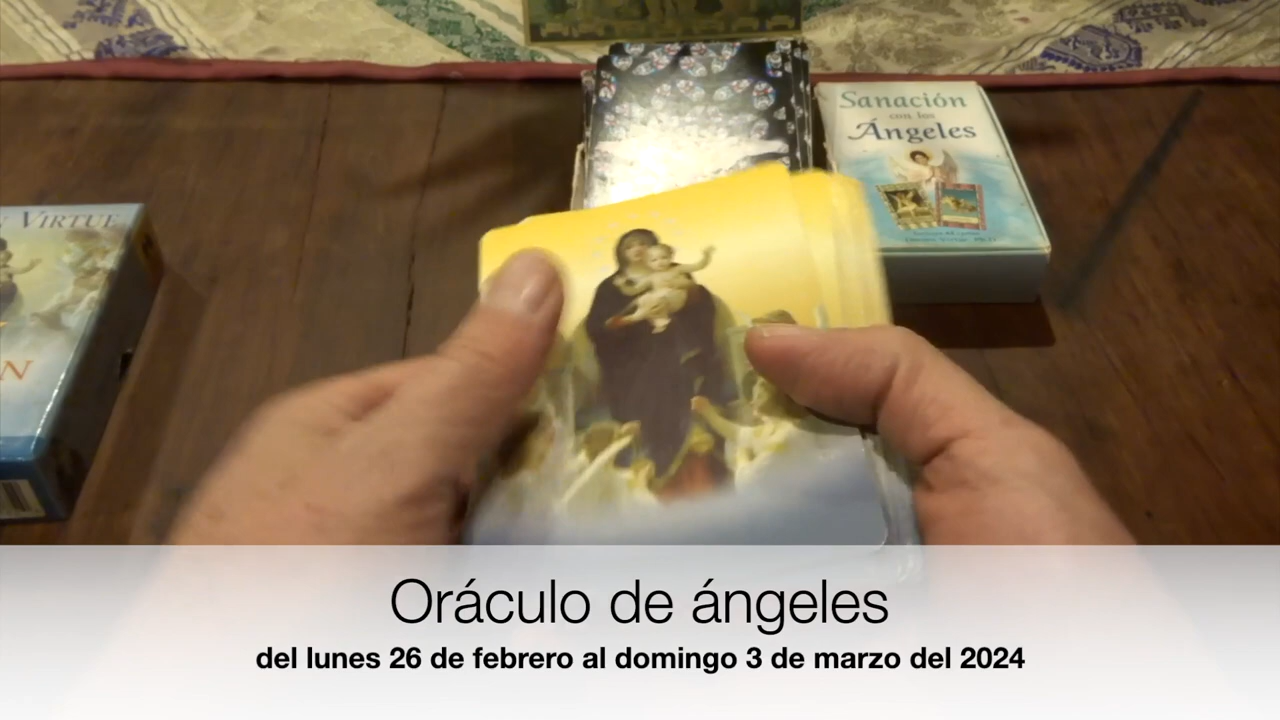 Sanación
con los
Ángeles
VIRTUE
N
Oráculo de ángeles
del lunes 26 de febrero al domingo 3 de marzo del 2024